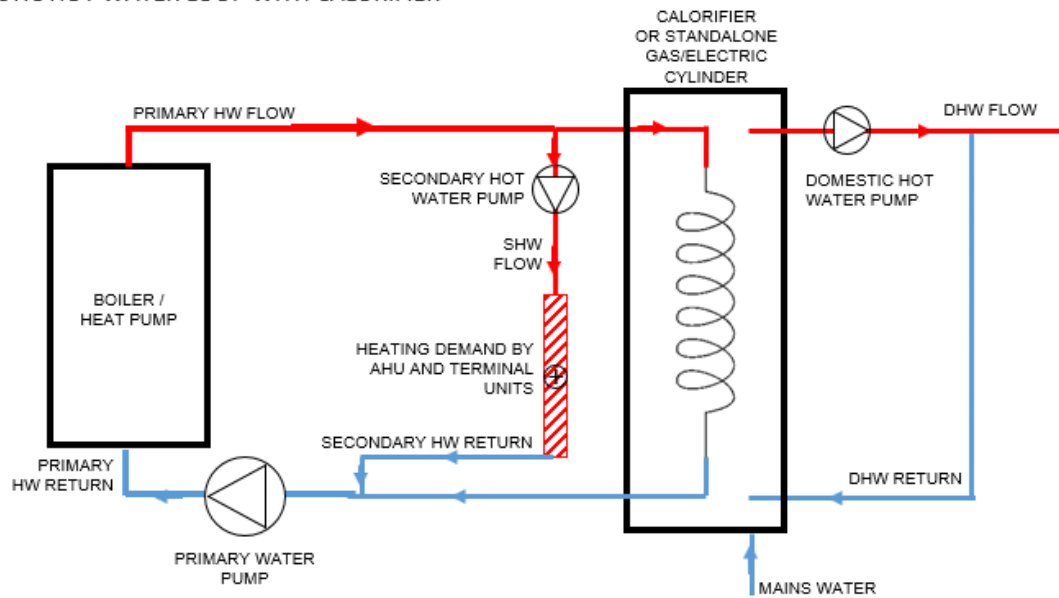 CALORIFIER
OR STANDALONE
GAS/ELECTRIC
CYLINDER
PRIMARY HW FLOW
DHW FLOW
SECONDARY HOT
WATER PUMP
DOMESTIC HOT
WATER PUMP
SHW
FLOW
BOILER /
HEAT PUMP
HEATING DEMAND BY
AHU AND TERMINAL
UNITS
SECONDARY HW RETURN
PRIMARY
HW RETURN
DHW RETURN
PRIMARY WATER
PUMP
MAINS WATER